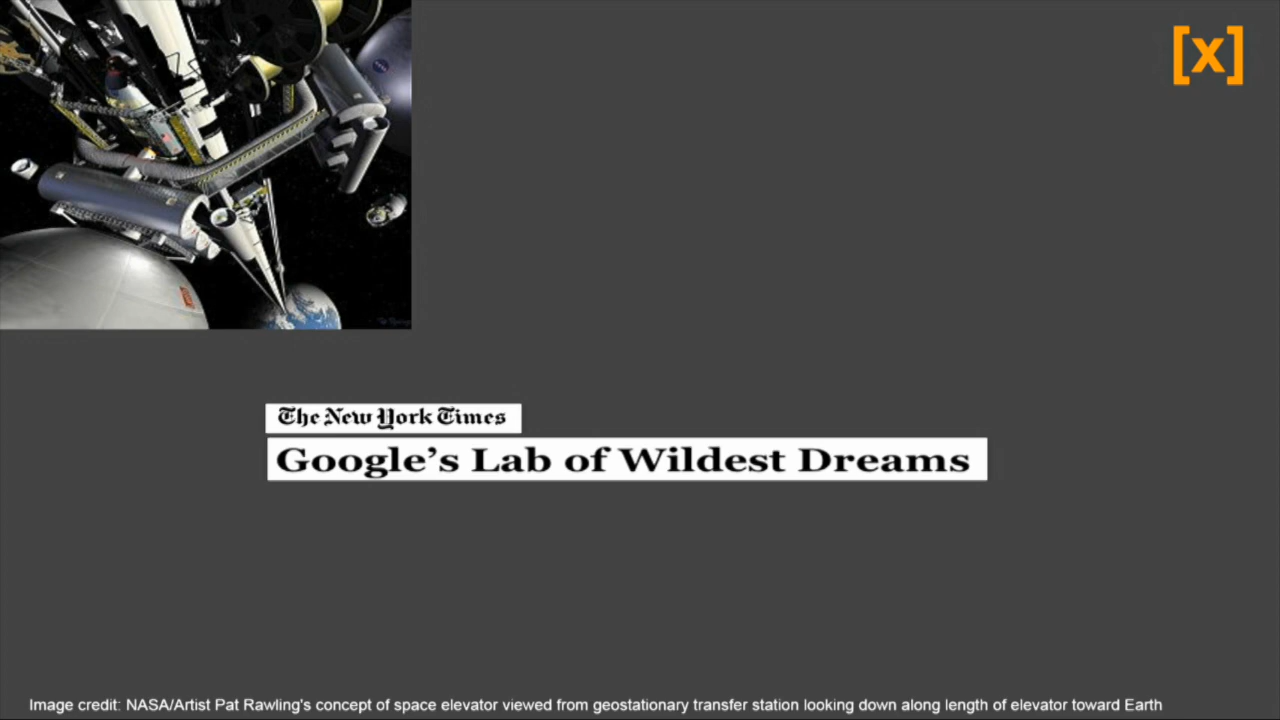 [x]
The New York Times
Google's Lab of Wildest Dreams
Image credit: NASA/Artist Pat Rawling's concept of space elevator viewed from geostationary transfer station looking down along length of elevator toward Earth